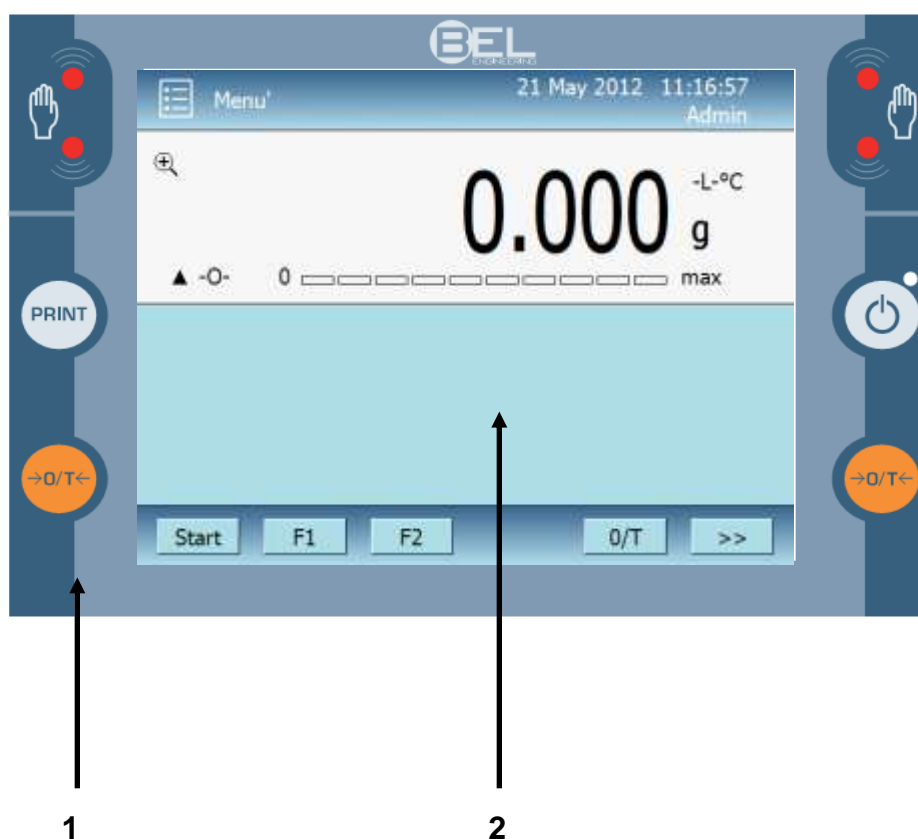 BEL
ENGINEERING
Menu' 21 May 2012 11:16:57
Admin
0.000 -L-°C
g
▲ -O- 0 max
PRINT
→0/T← →0/T←
Start F1 F2 0/T >>
1 2